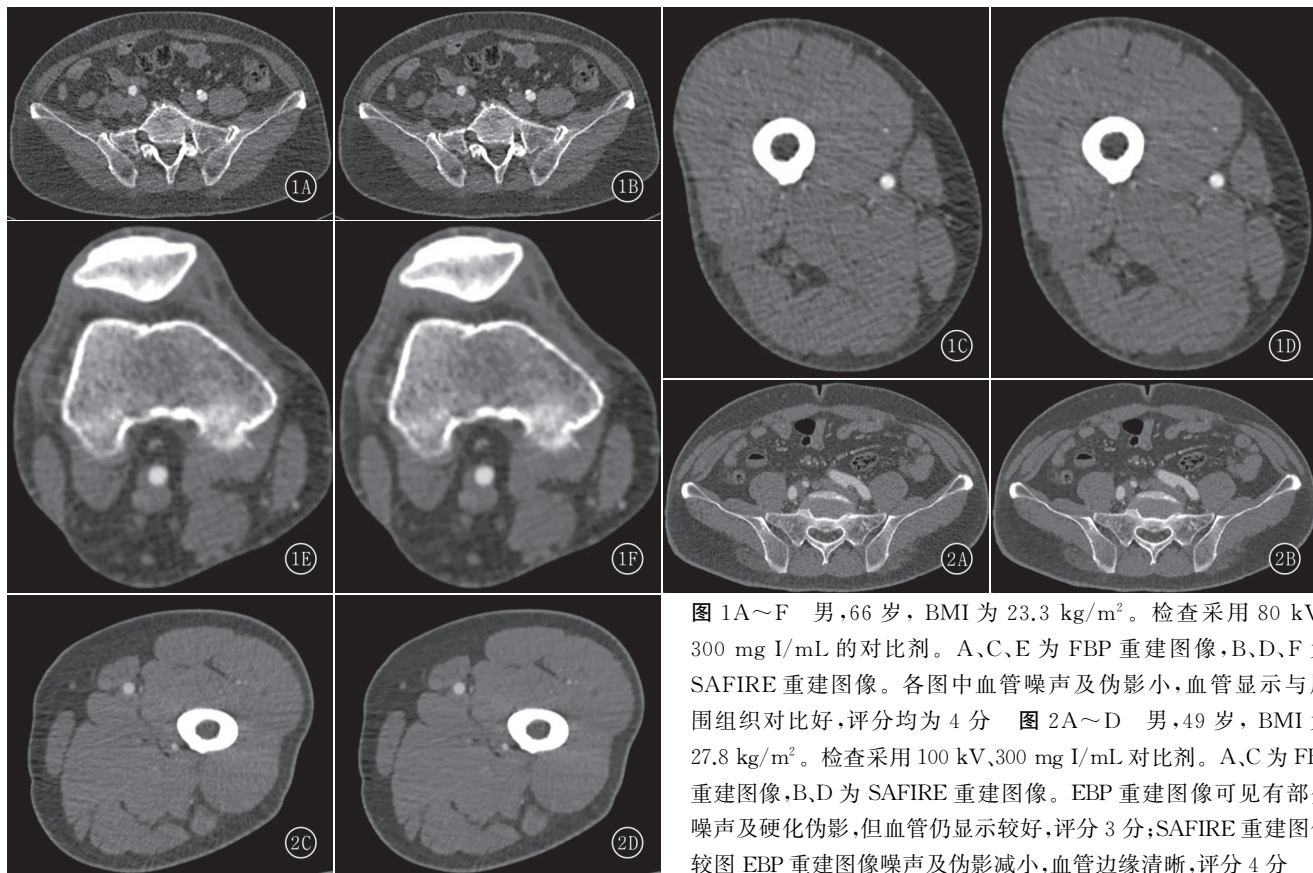 1A
1B
1C
1D
1E
1F
2A
2B
2C
2D
图 1A~F 男,66 岁, BMI 为 23.3 kg/m²。检查采用 80 kV
300 mg I/mL 的对比剂。A、C、E 为 FBP 重建图像,B、D、F
SAFIRE 重建图像。各图中血管噪声及伪影小,血管显示与
围组织对比好,评分均为 4 分 图 2A~D 男,49 岁, BMI
27.8 kg/m²。检查采用 100 kV、300 mg I/mL 对比剂。A、C 为
重建图像,B、D 为 SAFIRE 重建图像。EBP 重建图像可见有部
噪声及硬化伪影,但血管仍显示较好,评分 3 分;SAFIRE 重建图
较图 EBP 重建图像噪声及伪影减小,血管边缘清晰,评分 4 分